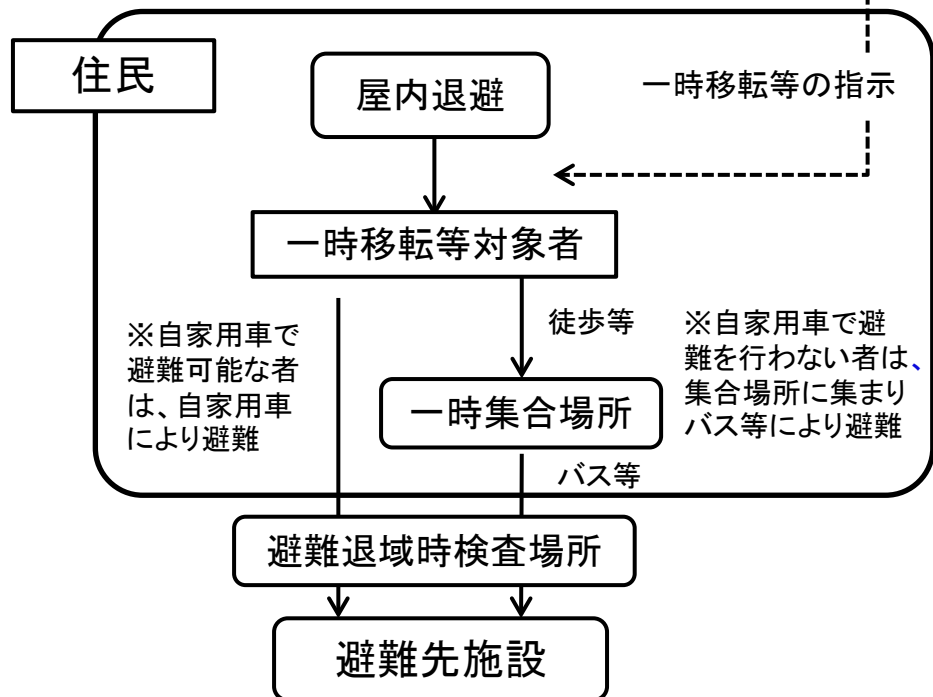 住民
屋内退避
一時移転等の指示
一時移転等対象者
※自家用車で
避難可能な者
は、自家用車
により避難
徒歩等
※自家用車で避
難を行わない者は、
集合場所に集まり
バス等により避難
一時集合場所
バス等
避難退域時検査場所
避難先施設